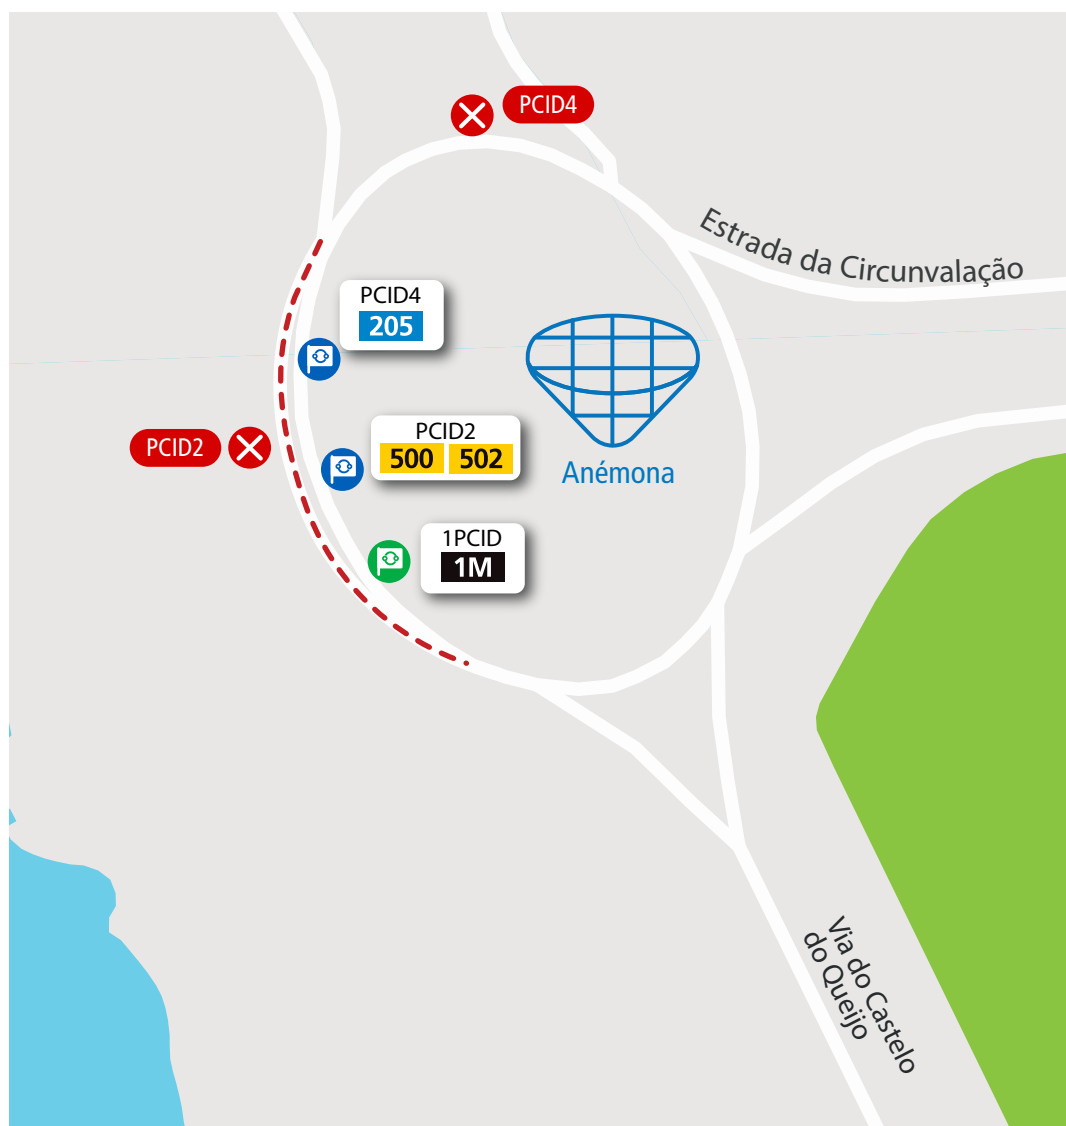 PCID4
Estrada da Circunvalação
PCID4
205
PCID2
PCID2
500 502
Anémona
1PCID
1M
Via do Castelo
do Queijo